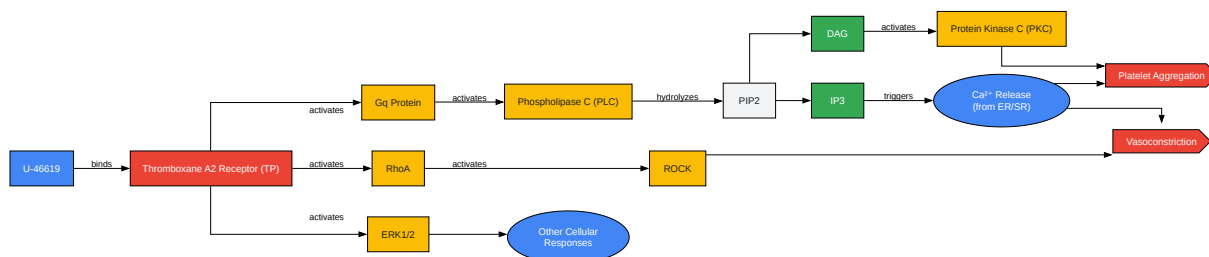 DAG
activates
Protein Kinase C (PKC)
Platelet Aggregation
Gq Protein
activates
activates
Phospholipase C (PLC)
hydrolyzes
PIP2
IP3
triggers
Ca²⁺ Release
(from ER/SR)
Vasoconstriction
U-46619
binds
Thromboxane A2 Receptor (TP)
activates
RhoA
activates
ROCK
activates
ERK1/2
Other Cellular
Responses